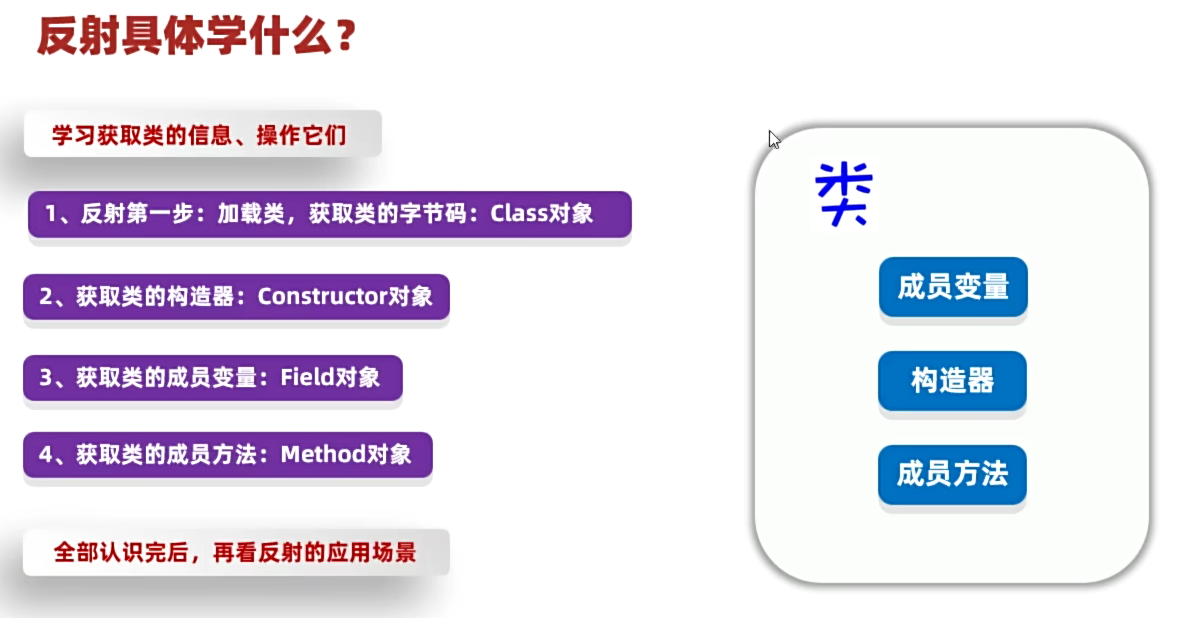 反射具体学什么?
学习获取类的信息、操作它们
1、反射第一步：加载类，获取类的字节码：Class对象
2、获取类的构造器：Constructor对象
3、获取类的成员变量：Field对象
4、获取类的成员方法：Method对象
全部认识完后，再看反射的应用场景
类
成员变量
构造器
成员方法